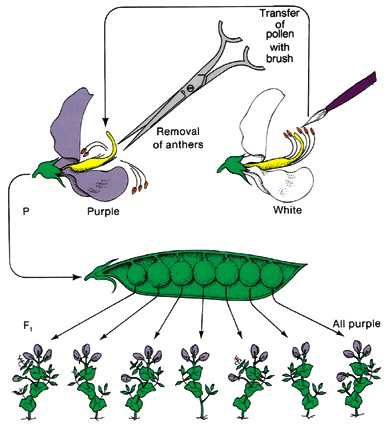 Transfer
of
pollen
with
brush
Removal
of anthers
P
Purple
White
F₁
All purple